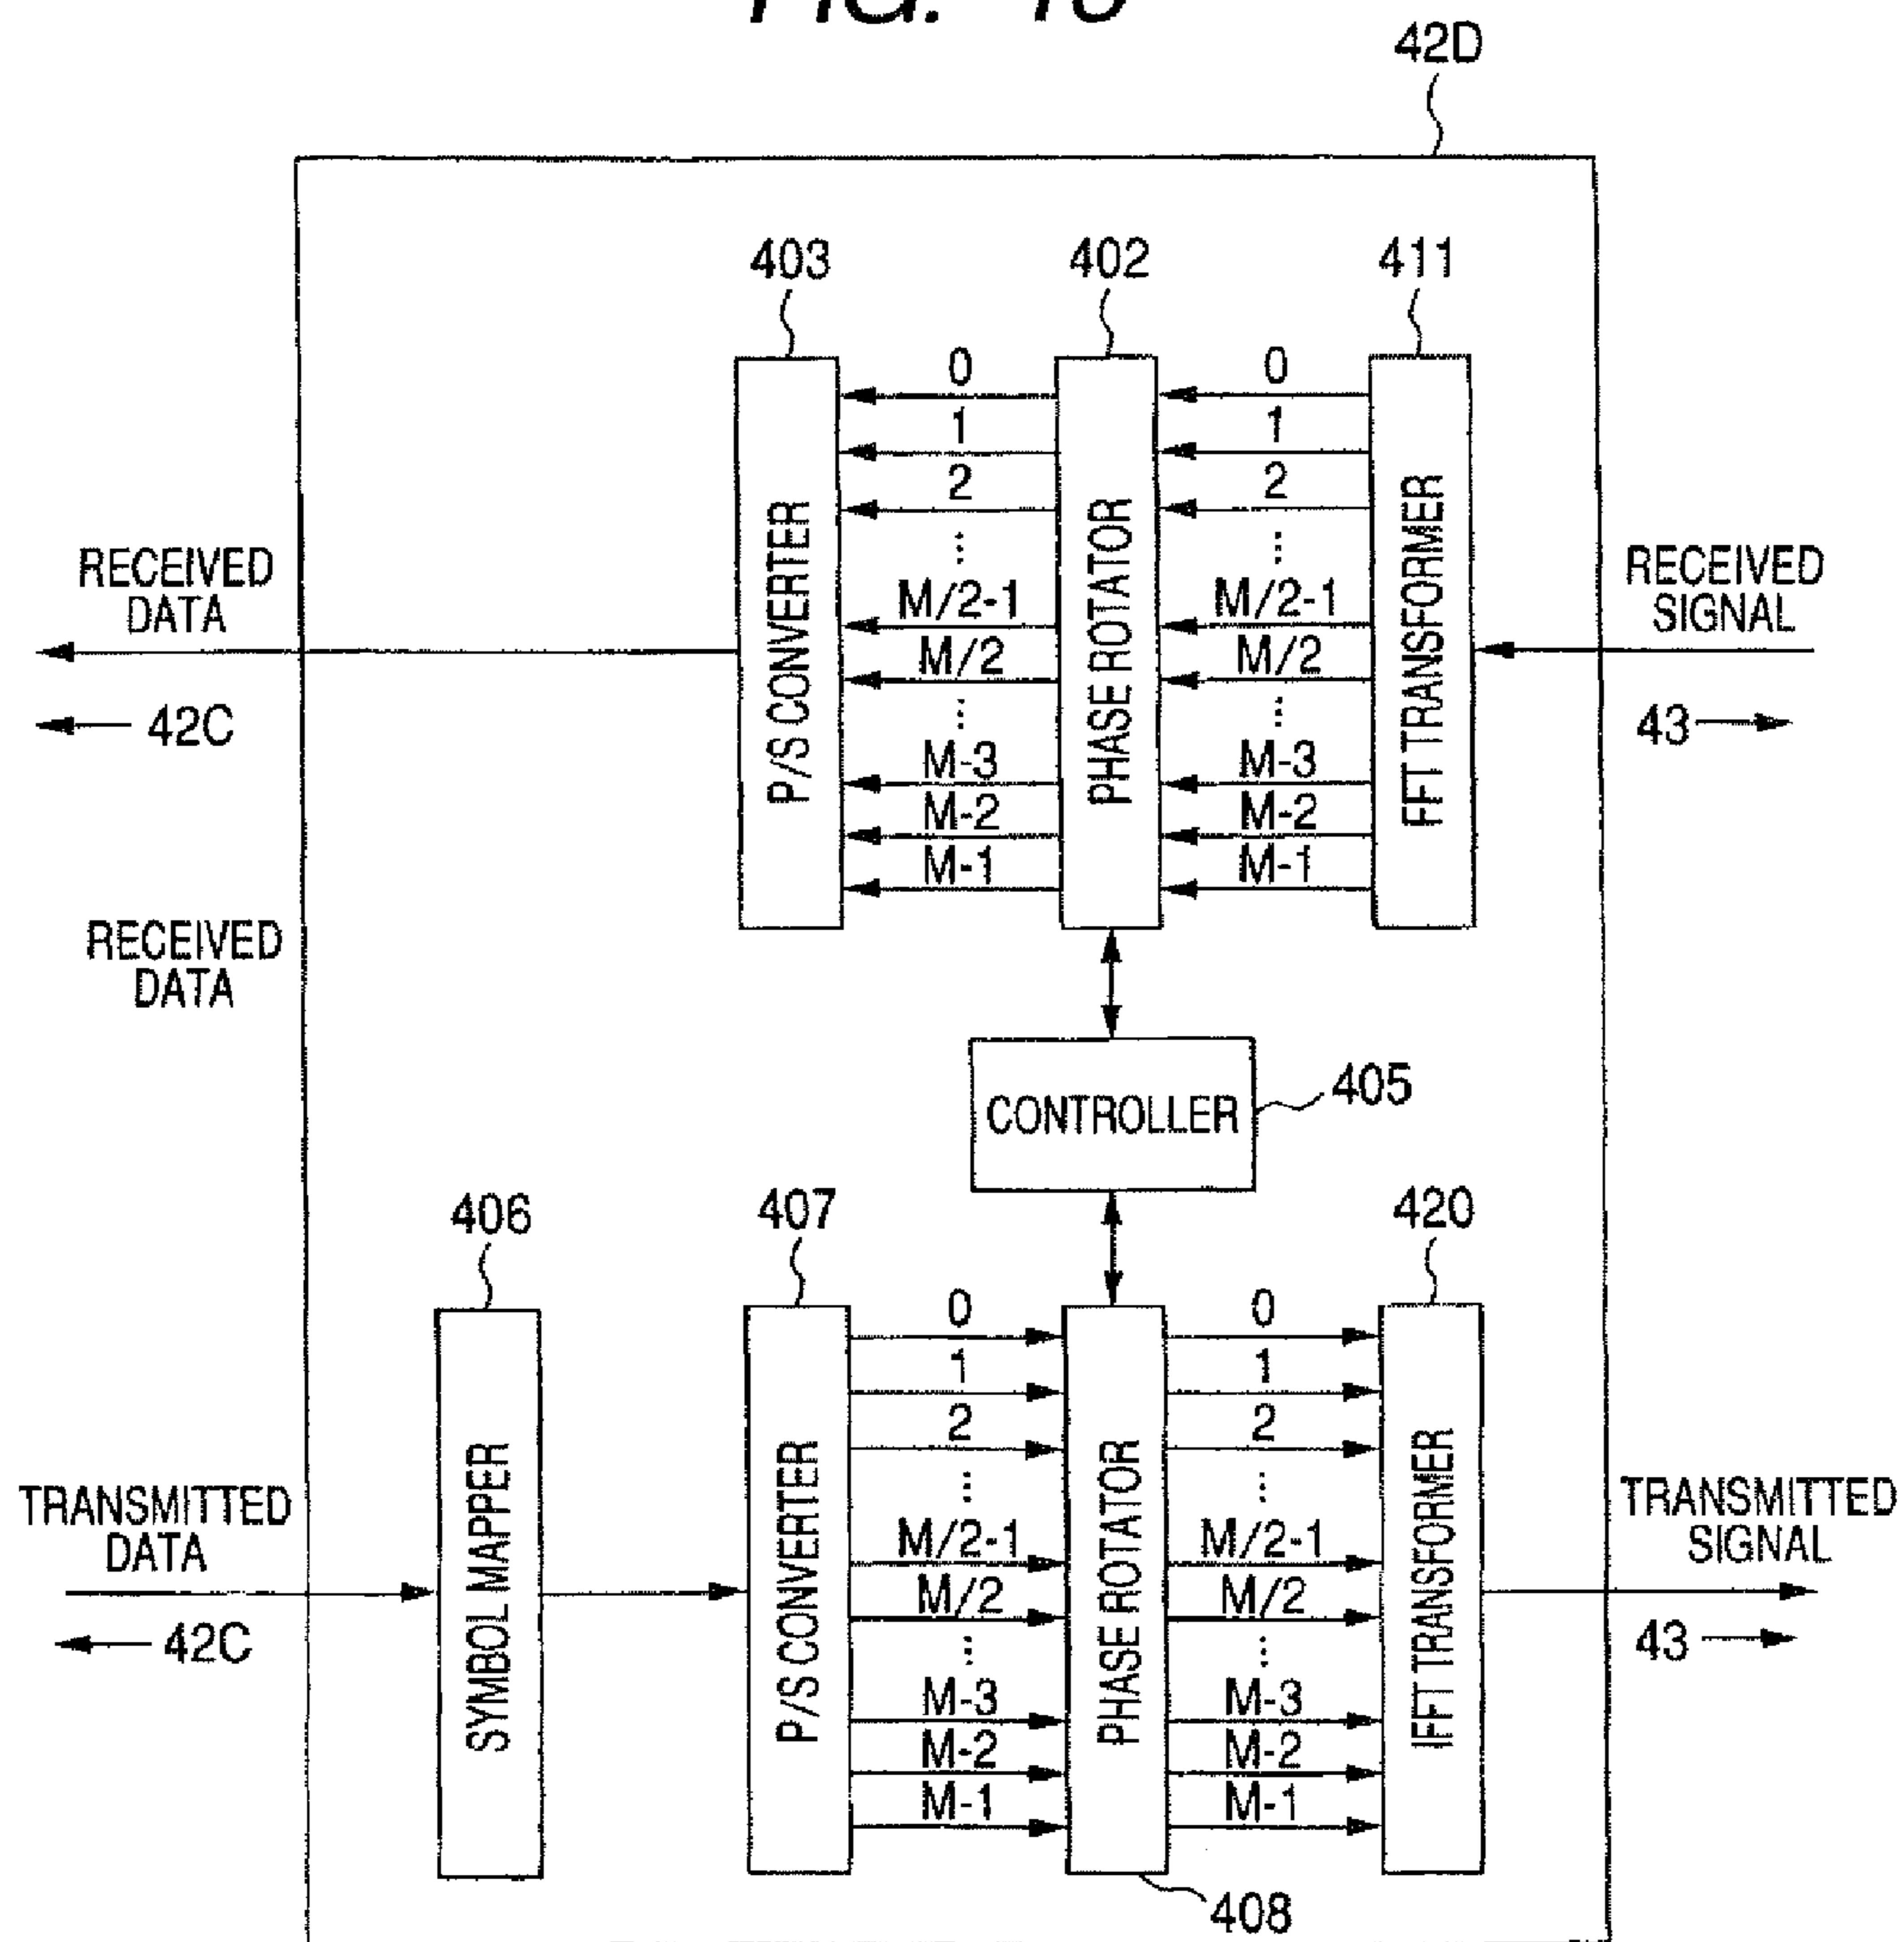 FIG.
42D
403
402
411
0
0
1
1
2
2
...
...
M/2-1
M/2-1
M/2
M/2
...
...
M-3
M-3
M-2
M-2
M-1
M-1
P/S CONVERTER
PHASE ROTATOR
FFT TRANSFORMER
RECEIVED
DATA
42C
RECEIVED
SIGNAL
43
RECEIVED
DATA
CONTROLLER
405
406
407
420
0
0
1
1
2
2
...
...
M/2-1
M/2-1
M/2
M/2
...
...
M-3
M-3
M-2
M-2
M-1
M-1
SYMBOL MAPPER
P/S CONVERTER
PHASE ROTATOR
IFFT TRANSFORMER
TRANSMITTED
DATA
42C
TRANSMITTED
SIGNAL
43
408